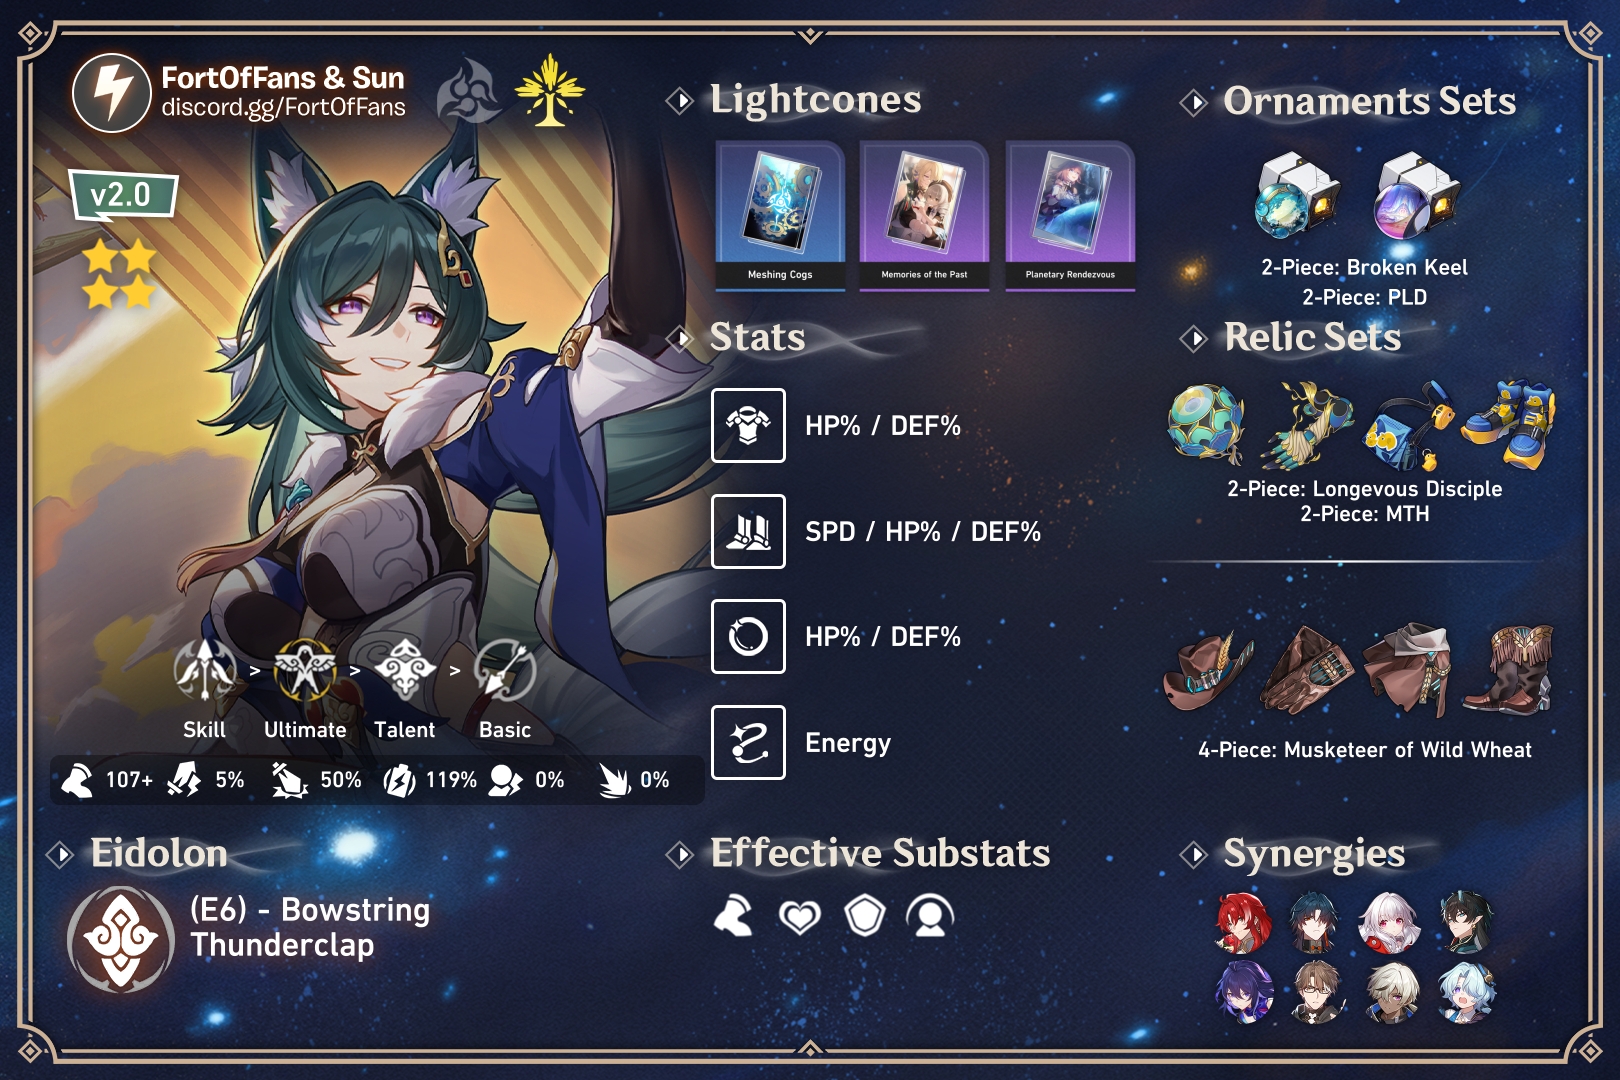 FortOfFans & Sun
discord.gg/FortOfFans
v2.0
Skill > Ultimate > Talent > Basic
107+ 5% 50% 119% 0% 0%
Eidolon
(E6) - Bowstring
Thunderclap
Lightcones
Meshing Cogs
Memories of the Past
Planetary Rendezvous
Stats
HP% / DEF%
SPD / HP% / DEF%
HP% / DEF%
Energy
Effective Substats
Ornaments Sets
2-Piece: Broken Keel
2-Piece: PLD
Relic Sets
2-Piece: Longevous Disciple
2-Piece: MTH
4-Piece: Musketeer of Wild Wheat
Synergies